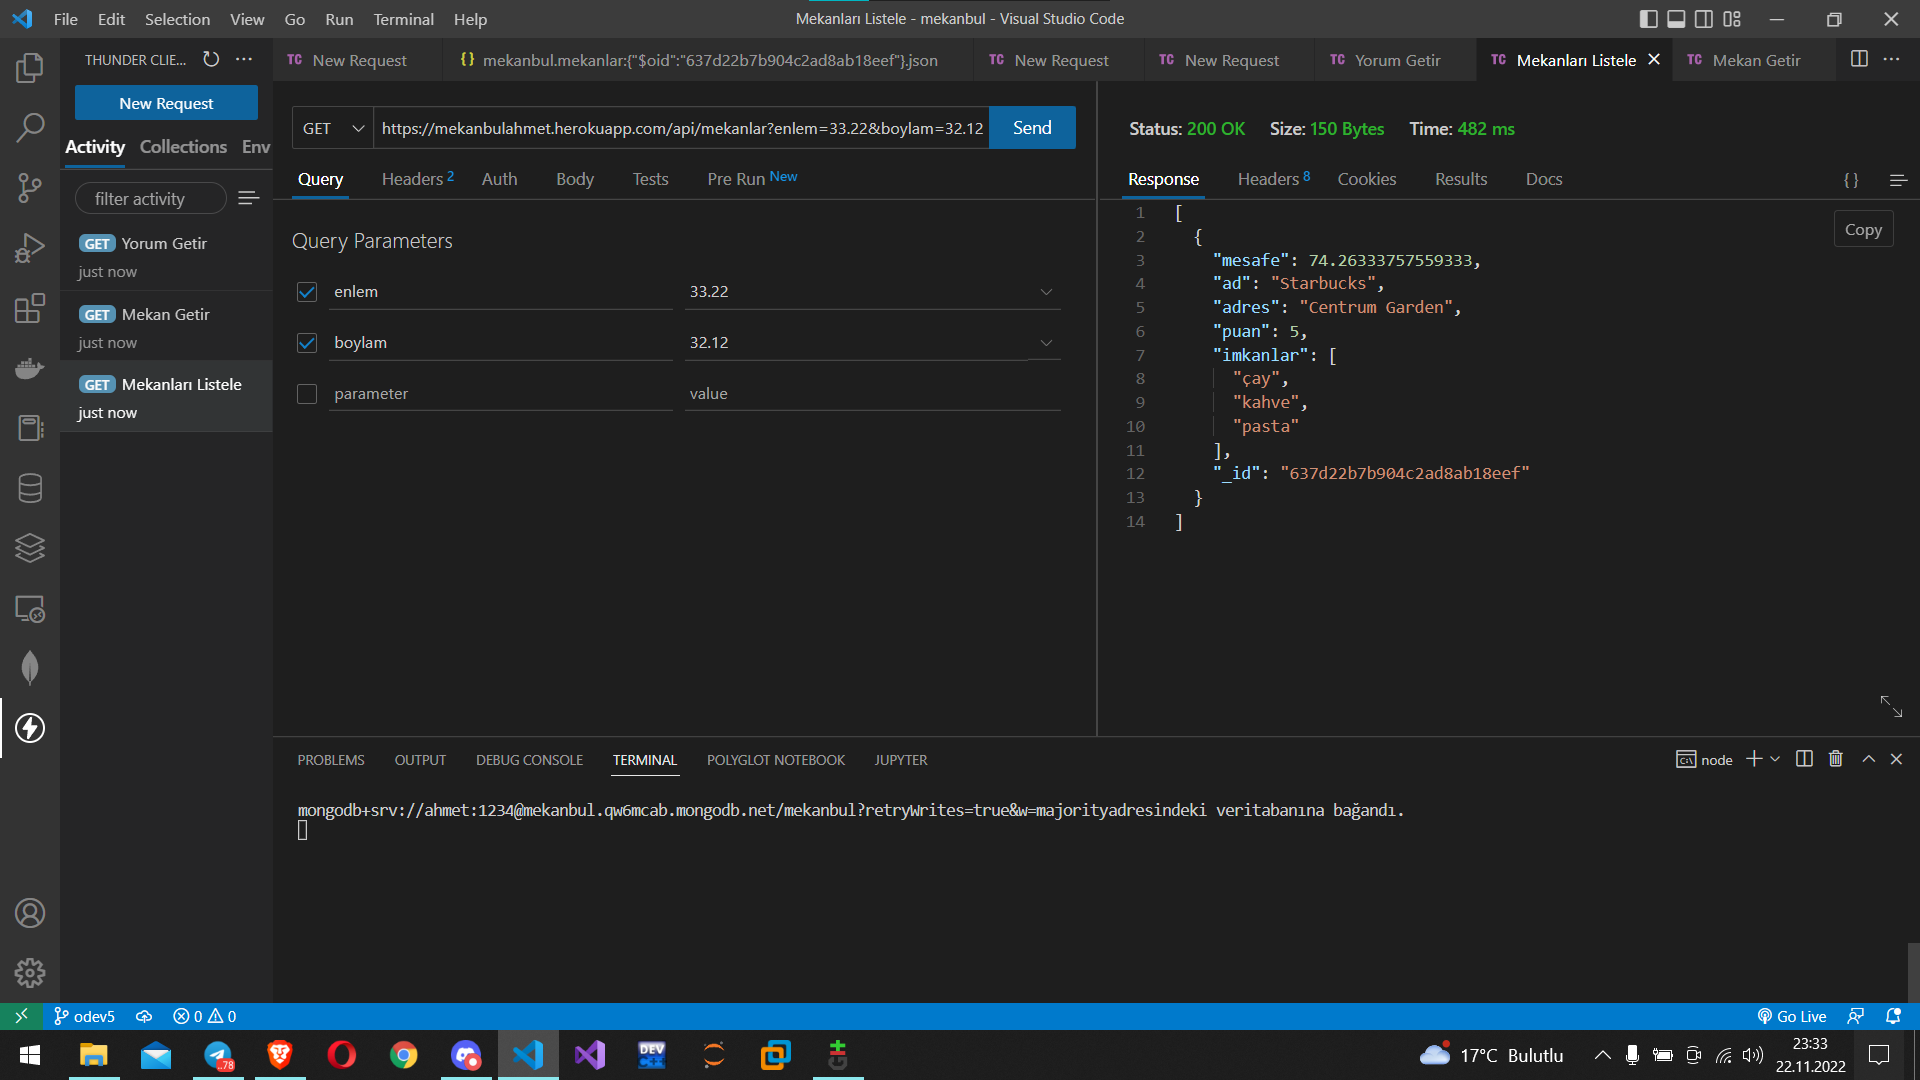 File Edit Selection View Go Run Terminal Help
Mekanları Listele - mekanbul - Visual Studio Code
THUNDER CLIE...
TC New Request
{} mekanbul.mekanlar:{"$oid":"637d22b7b904c2ad8ab18eef"}.json
TC New Request
TC New Request
TC Yorum Getir
TC Mekanları Listele
TC Mekan Getir
New Request
Activity Collections Env
filter activity
GET Yorum Getir
just now
GET Mekan Getir
just now
GET Mekanları Listele
just now
GET
https://mekanbulahmet.herokuapp.com/api/mekanlar?enlem=33.22&boylam=32.12
Send
Query Headers 2 Auth Body Tests Pre Run New
Query Parameters
enlem 33.22
boylam 32.12
parameter value
Status: 200 OK Size: 150 Bytes Time: 482 ms
Response Headers 8 Cookies Results Docs { }
Copy
1 [
2 {
3 "mesafe": 74.26333757559333,
4 "ad": "Starbucks",
5 "adres": "Centrum Garden",
6 "puan": 5,
7 "imkanlar": [
8 "çay",
9 "kahve",
10 "pasta"
11 ],
12 "_id": "637d22b7b904c2ad8ab18eef"
13 }
14 ]
PROBLEMS OUTPUT DEBUG CONSOLE TERMINAL POLYGLOT NOTEBOOK JUPYTER
node
mongodb+srv://ahmet:1234@mekanbul.qw6mcab.mongodb.net/mekanbul?retryWrites=true&w=majorityadresindeki veritabanına bağandı.
odev5 0 0
Go Live
..78
DEV
C++
17°C Bulutlu
23:33
22.11.2022